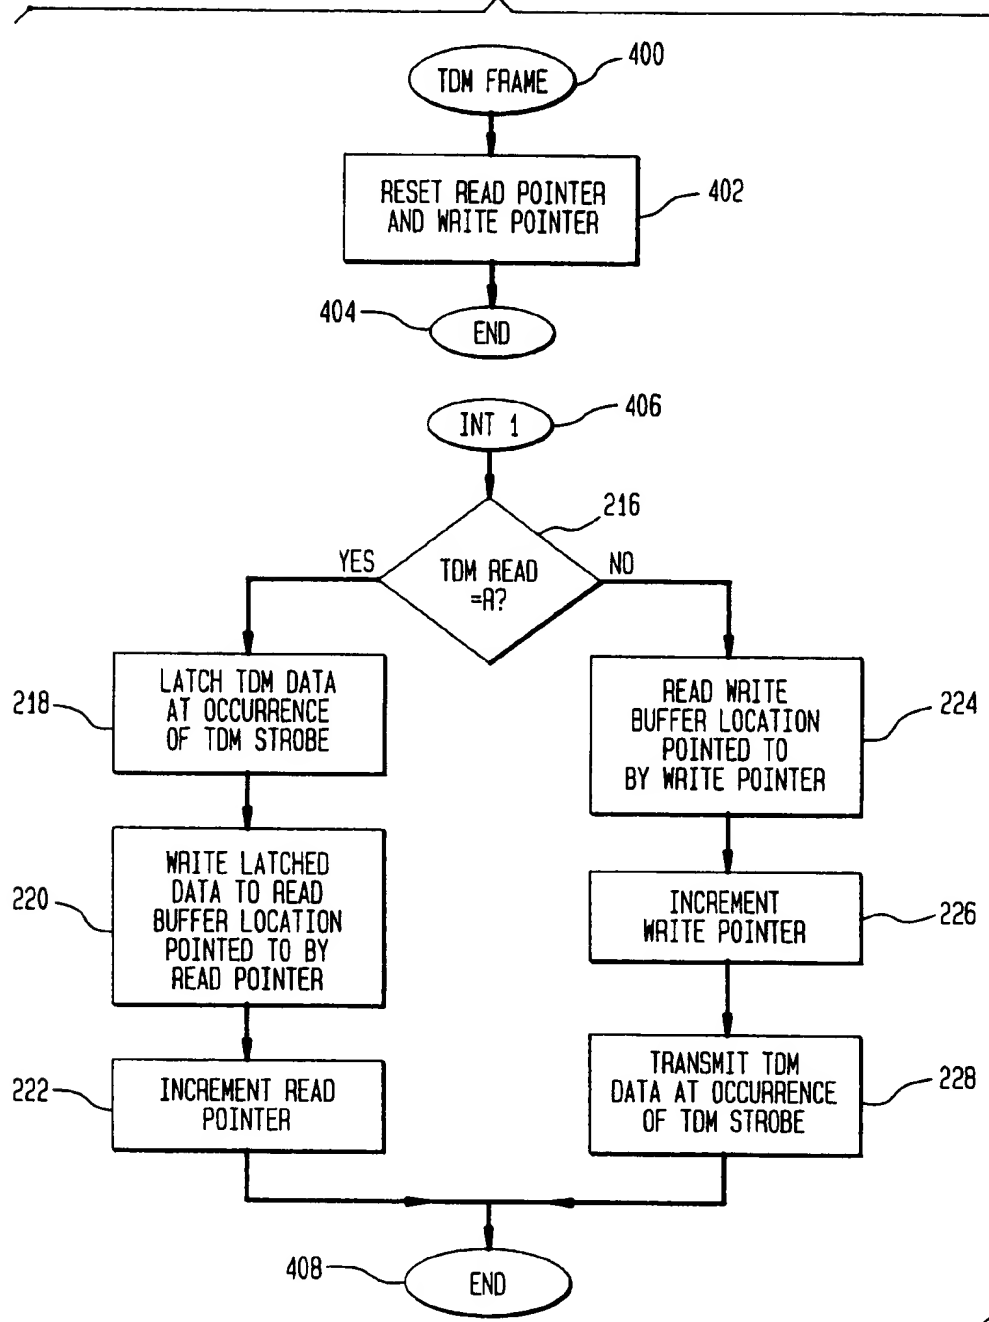 TDM FRAME
400
RESET READ POINTER
AND WRITE POINTER
402
404
END
INT 1
406
216
YES
TDM READ
=A?
NO
218
LATCH TDM DATA
AT OCCURRENCE
OF TDM STROBE
READ WRITE
BUFFER LOCATION
POINTED TO
BY WRITE POINTER
224
220
WRITE LATCHED
DATA TO READ
BUFFER LOCATION
POINTED TO BY
READ POINTER
INCREMENT
WRITE POINTER
226
222
INCREMENT READ
POINTER
TRANSMIT TDM
DATA AT OCCURRENCE
OF TDM STROBE
228
408
END